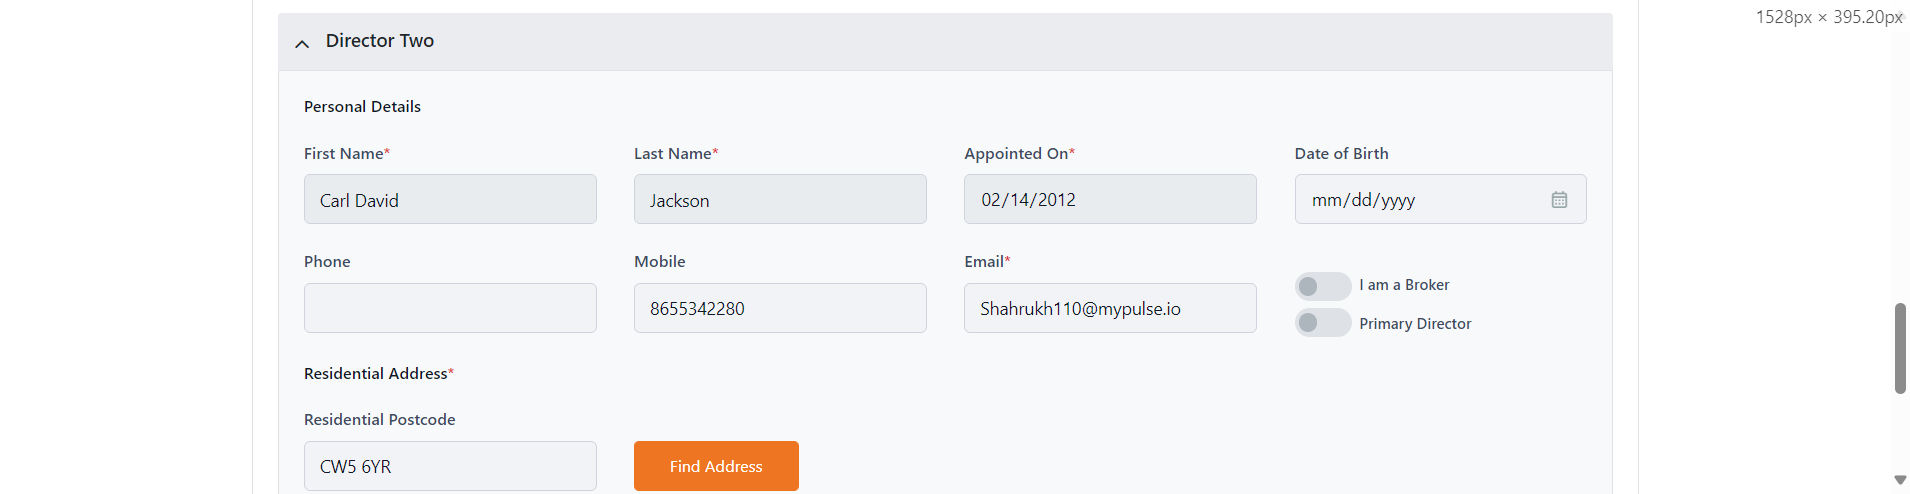 1528px × 395.20px
Director Two
Personal Details
First Name* Last Name* Appointed On* Date of Birth
Carl David Jackson 02/14/2012 mm/dd/yyyy
Phone Mobile Email*
I am a Broker
8655342280 Shahrukh110@mypulse.io
Primary Director
Residential Address*
Residential Postcode
CW5 6YR Find Address